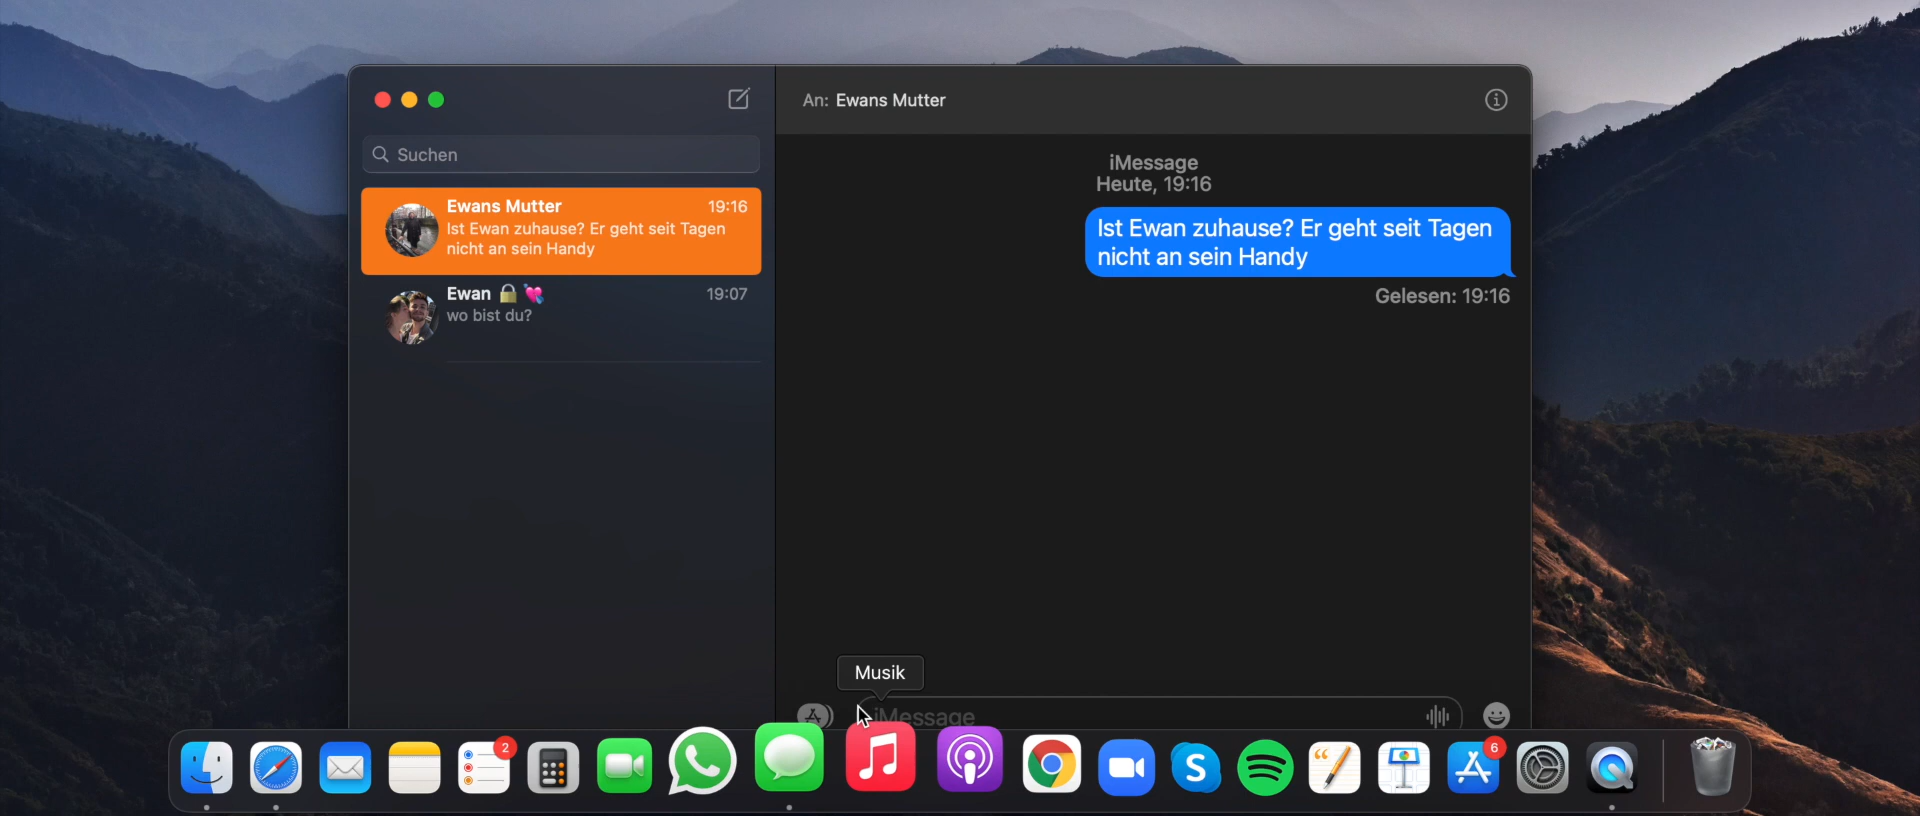 Suchen
Ewans Mutter 19:16
Ist Ewan zuhause? Er geht seit Tagen
nicht an sein Handy
Ewan 🔒 💘 19:07
wo bist du?
An: Ewans Mutter
iMessage
Heute, 19:16
Ist Ewan zuhause? Er geht seit Tagen
nicht an sein Handy
Gelesen: 19:16
Musik
iMessage
2
S
6